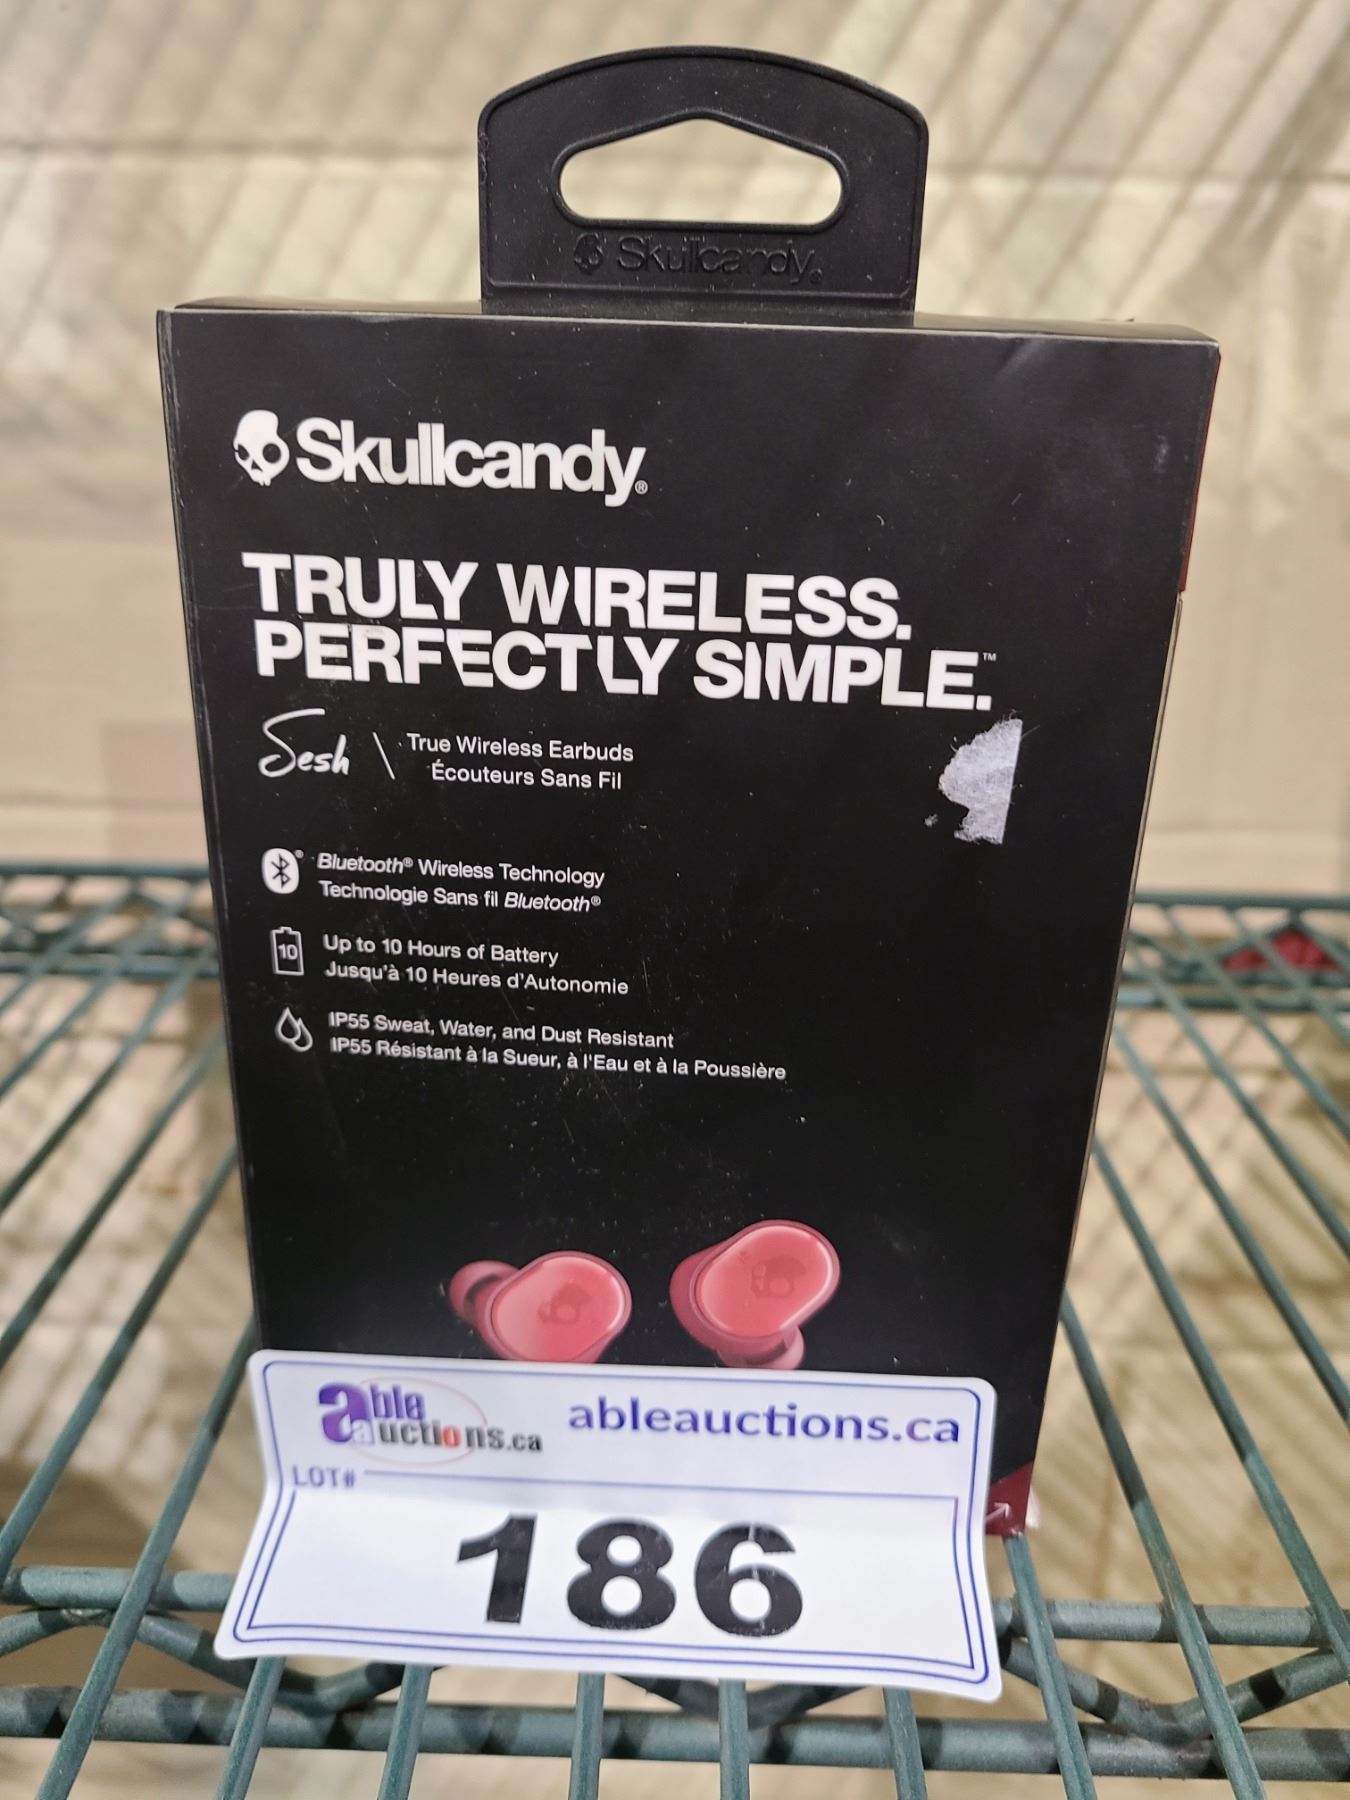 Skullcandy®
Skullcandy®
TRULY WIRELESS.
PERFECTLY SIMPLE.™
Sesh \ True Wireless Earbuds
Écouteurs Sans Fil
Bluetooth® Wireless Technology
Technologie Sans fil Bluetooth®
10
Up to 10 Hours of Battery
Jusqu'à 10 Heures d'Autonomie
IP55 Sweat, Water, and Dust Resistant
IP55 Résistant à la Sueur, à l'Eau et à la Poussière
able
auctions.ca
ableauctions.ca
LOT#
186